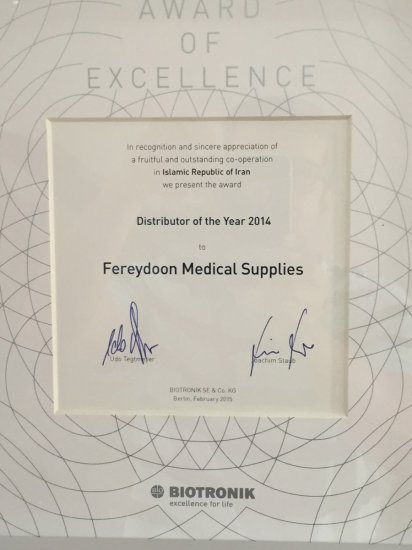 AWARD
OF
EXCELLENCE
In recognition and sincere appreciation of
a fruitful and outstanding co-operation
in Islamic Republic of Iran
we present the award
Distributor of the Year 2014
to
Fereydoon Medical Supplies
Udo Tegtmeyer
Joachim Staub
BIOTRONIK SE & Co. KG
Berlin, February 2015
BIOTRONIK
excellence for life